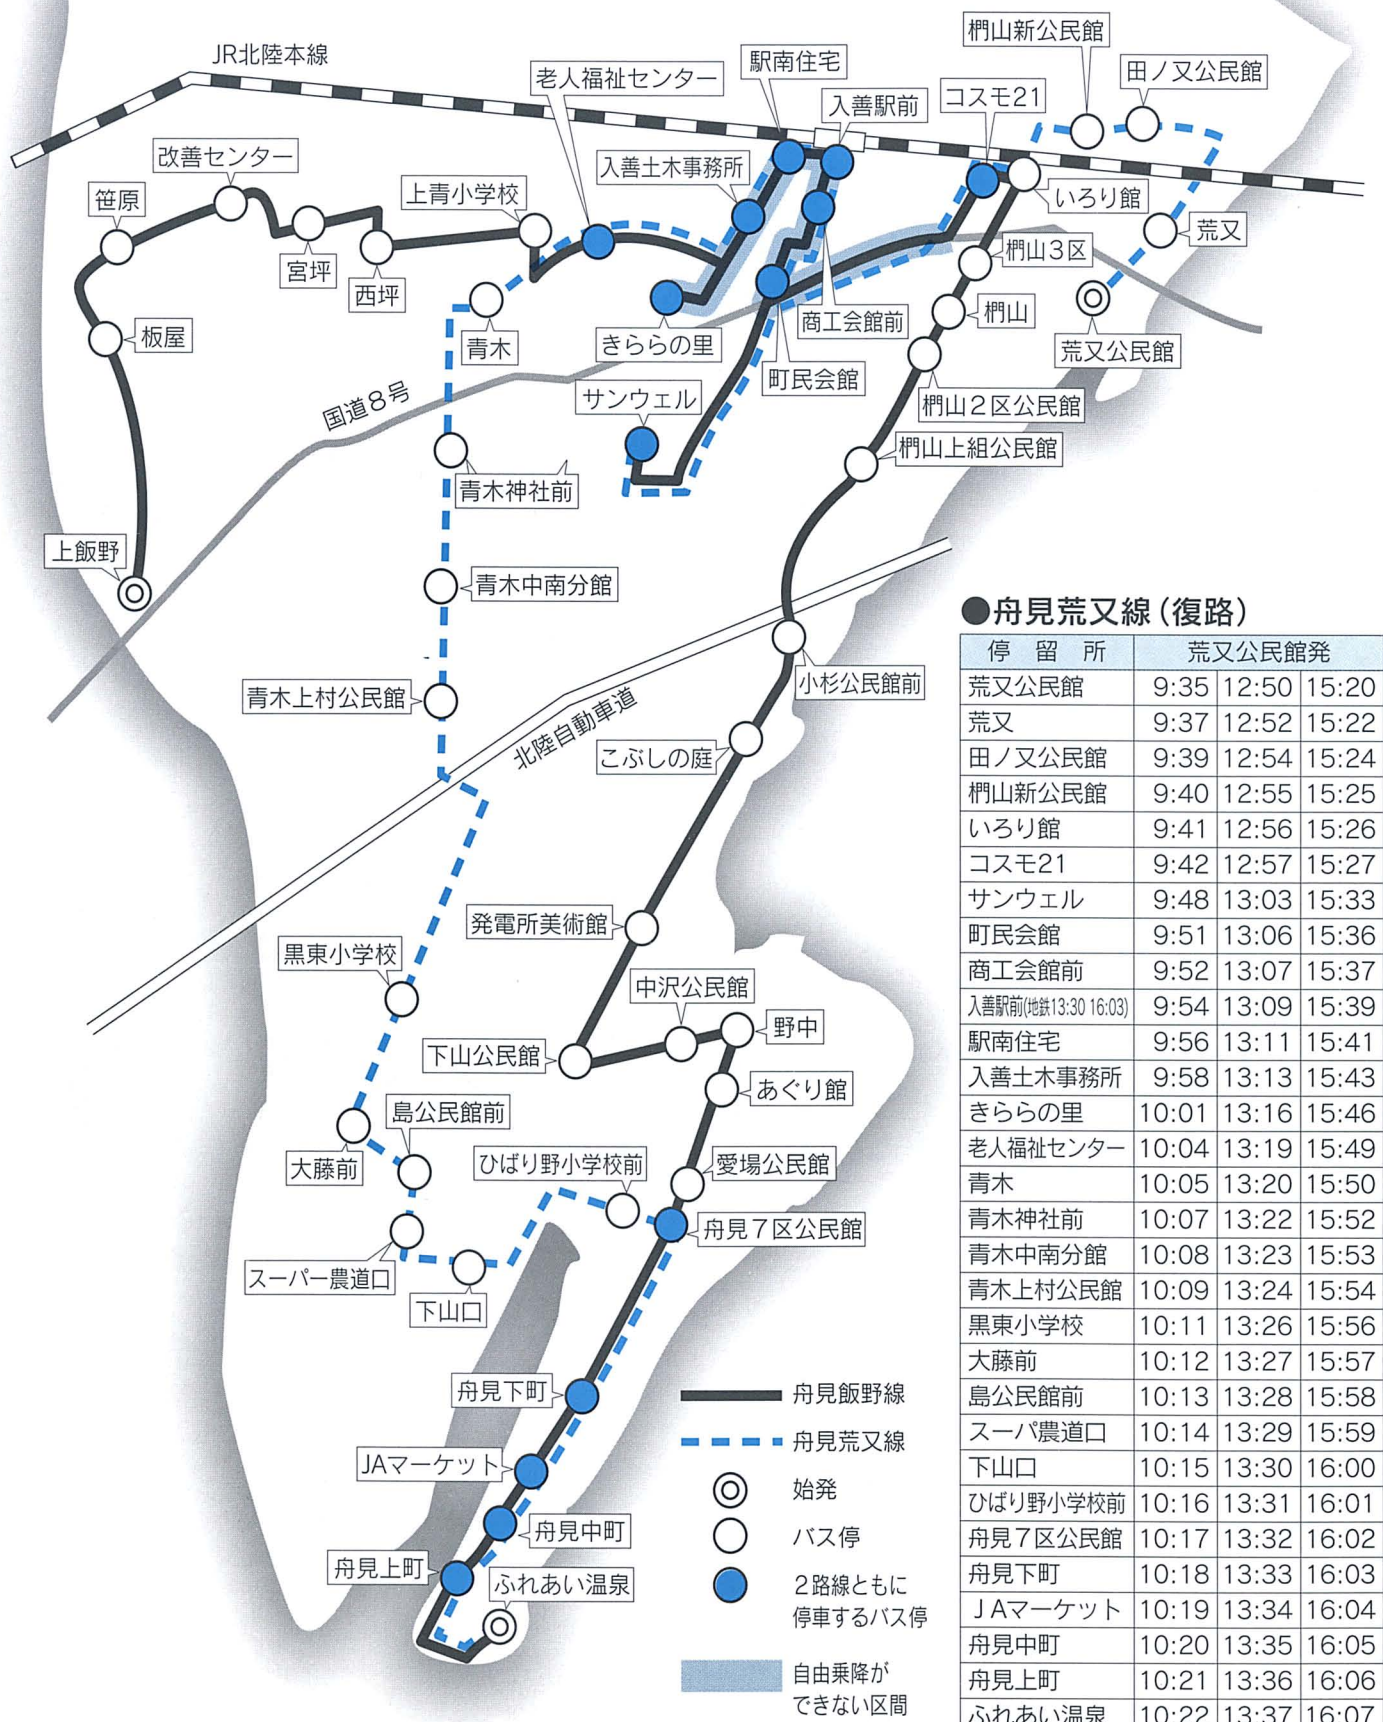 JR北陸本線
老人福祉センター
駅南住宅
入善駅前
コスモ21
椚山新公民館
田ノ又公民館
改善センター
笹原
宮坪
西坪
上青小学校
入善土木事務所
いろり館
荒又
板屋
青木
きららの里
商工会館前
町民会館
椚山3区
椚山
荒又公民館
国道8号
サンウェル
椚山2区公民館
青木神社前
椚山上組公民館
上飯野
青木中南分館
青木上村公民館
北陸自動車道
小杉公民館前
こぶしの庭
発電所美術館
黒東小学校
中沢公民館
野中
下山公民館
あぐり館
島公民館前
大藤前
ひばり野小学校前
愛場公民館
舟見7区公民館
スーパー農道口
下山口
舟見下町
JAマーケット
舟見中町
舟見上町
ふれあい温泉
舟見飯野線
舟見荒又線
始発
バス停
2路線ともに
停車するバス停
自由乗降が
できない区間
●舟見荒又線(復路)
停 留 所 荒又公民館発
荒又公民館 9:35 12:50 15:20
荒又 9:37 12:52 15:22
田ノ又公民館 9:39 12:54 15:24
椚山新公民館 9:40 12:55 15:25
いろり館 9:41 12:56 15:26
コスモ21 9:42 12:57 15:27
サンウェル 9:48 13:03 15:33
町民会館 9:51 13:06 15:36
商工会館前 9:52 13:07 15:37
入善駅前(地鉄13:30 16:03) 9:54 13:09 15:39
駅南住宅 9:56 13:11 15:41
入善土木事務所 9:58 13:13 15:43
きららの里 10:01 13:16 15:46
老人福祉センター 10:04 13:19 15:49
青木 10:05 13:20 15:50
青木神社前 10:07 13:22 15:52
青木中南分館 10:08 13:23 15:53
青木上村公民館 10:09 13:24 15:54
黒東小学校 10:11 13:26 15:56
大藤前 10:12 13:27 15:57
島公民館前 10:13 13:28 15:58
スーパ農道口 10:14 13:29 15:59
下山口 10:15 13:30 16:00
ひばり野小学校前 10:16 13:31 16:01
舟見7区公民館 10:17 13:32 16:02
舟見下町 10:18 13:33 16:03
JAマーケット 10:19 13:34 16:04
舟見中町 10:20 13:35 16:05
舟見上町 10:21 13:36 16:06
ふれあい温泉 10:22 13:37 16:07